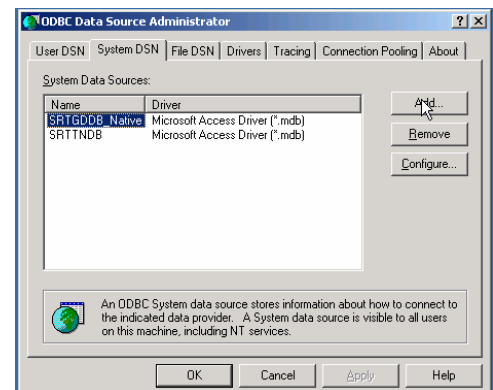 ODBC Data Source Administrator
User DSN System DSN File DSN Drivers Tracing Connection Pooling About
System Data Sources:
Name Driver
SRTGDDB_Native Microsoft Access Driver (*.mdb)
SRTTNDB Microsoft Access Driver (*.mdb)
Add...
Remove
Configure...
An ODBC System data source stores information about how to connect to
the indicated data provider. A System data source is visible to all users
on this machine, including NT services.
OK Cancel Apply Help